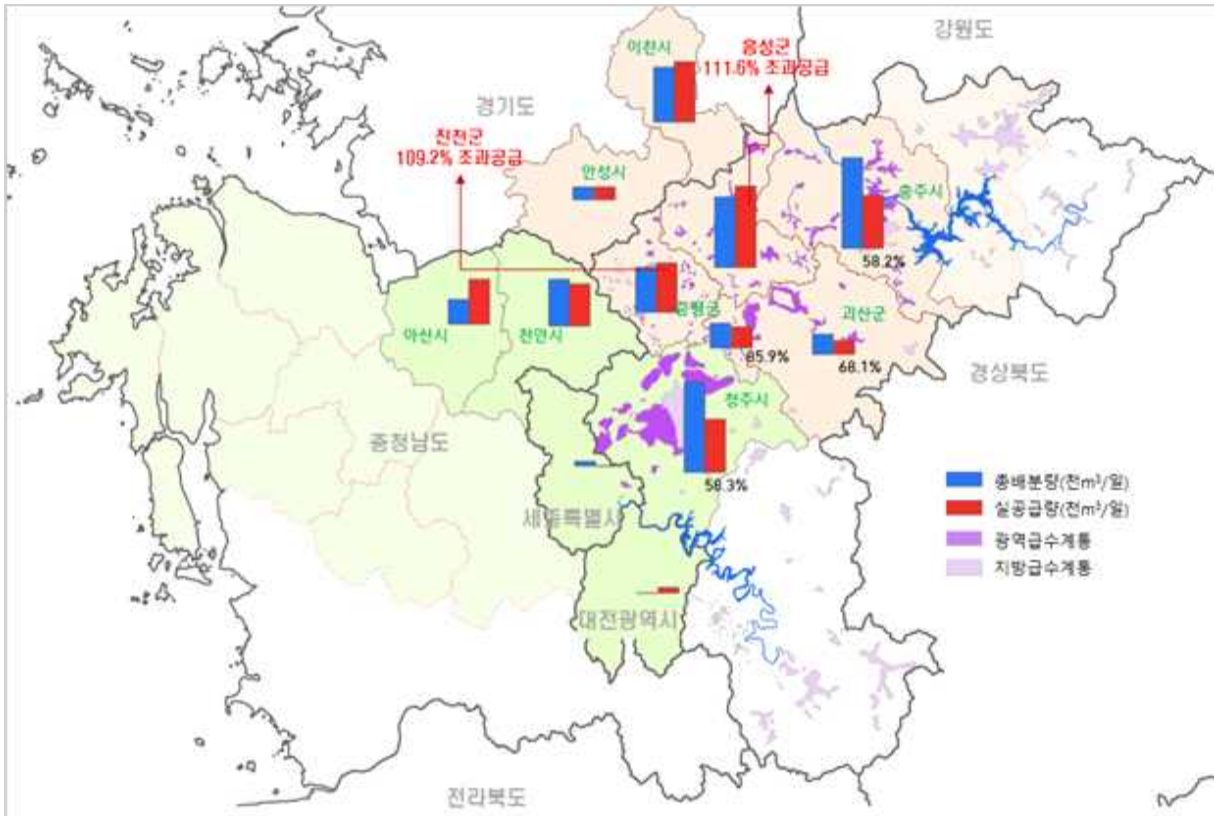 강원도
이천시
음성군
111.6% 초과공급
경기도
진천군
109.2% 초과공급
안성시
충주시
58.2%
증평군
괴산군
아산시
천안시
85.9%
68.1%
경상북도
청주시
충청남도
58.3%
총배분량(천m³/일)
실공급량(천m³/일)
광역급수계통
지방급수계통
세종특별시
대전광역시
전라북도